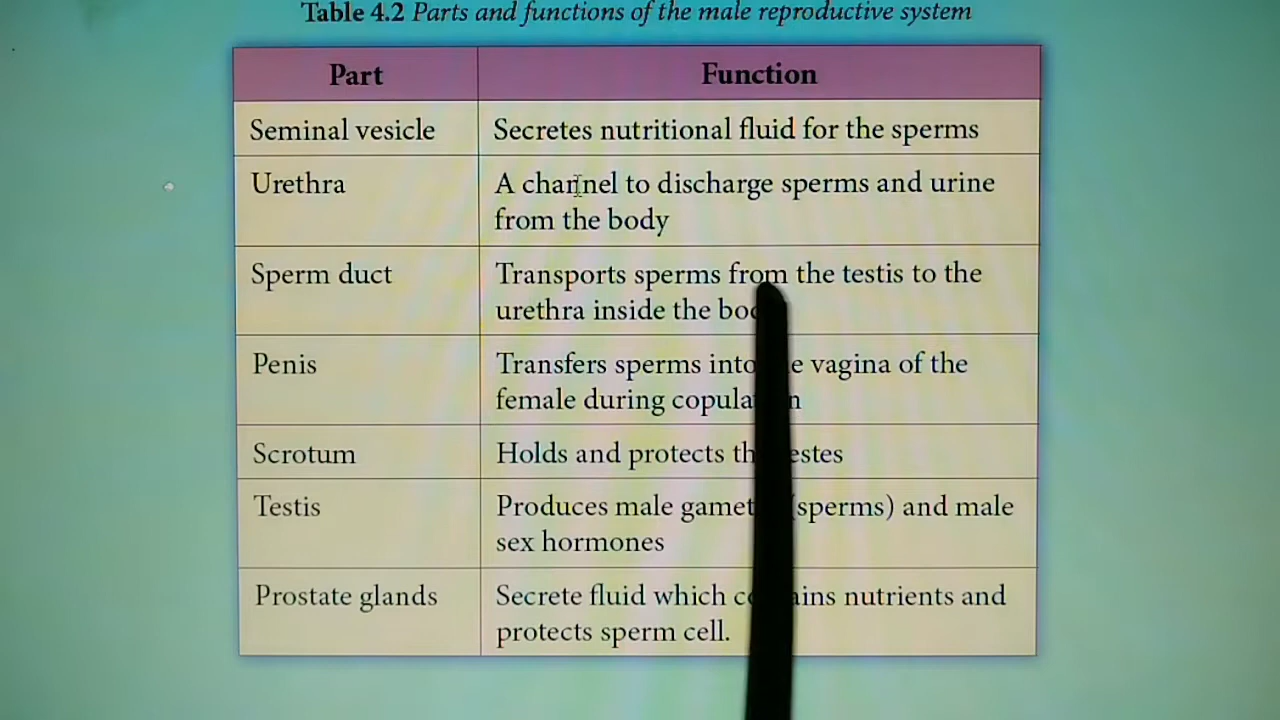 Table 4.2 Parts and functions of the male reproductive system
Part
Function
Seminal vesicle
Secretes nutritional fluid for the sperms
Urethra
A channel to discharge sperms and urine
from the body
Sperm duct
Transports sperms from the testis to the
urethra inside the
Penis
Transfers sperms into vagina of the
female during
Scrotum
Holds and protects
Testis
Produces male (sperms) and male
sex hormones
Prostate glands
Secrete fluid which nutrients and
protects sperm cell.